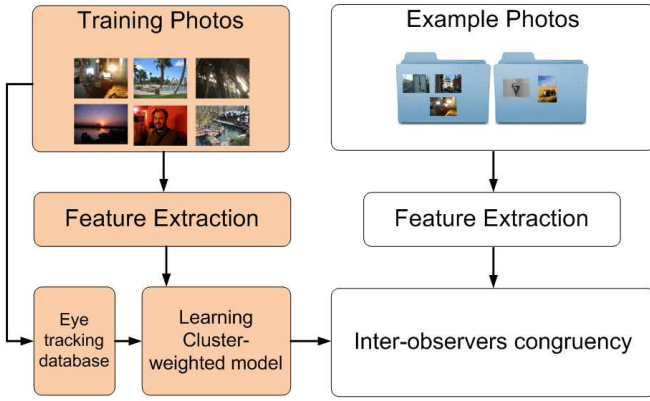 Training Photos
Example Photos
Feature Extraction
Feature Extraction
Eye
tracking
database
Learning
Cluster-
weighted model
Inter-observers congruency